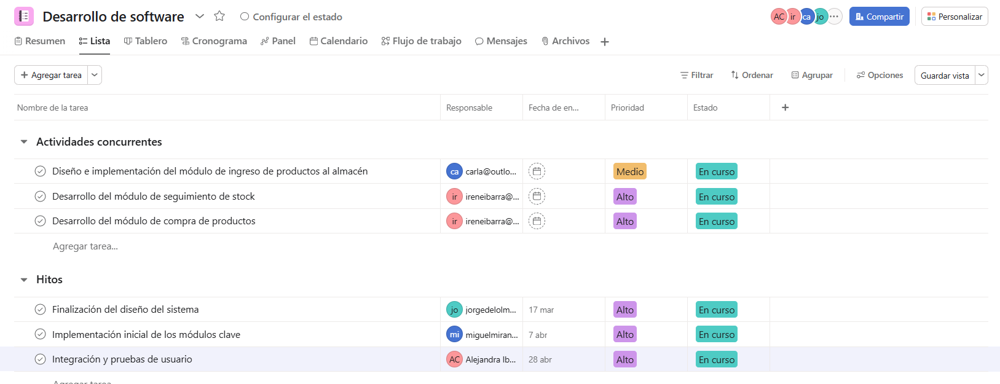 Desarrollo de software
Configurar el estado
AC ir ca jo ...
Compartir
Personalizar
Resumen Lista Tablero Cronograma Panel Calendario Flujo de trabajo Mensajes Archivos +
+ Agregar tarea
Filtrar Ordenar Agrupar Opciones Guardar vista
Nombre de la tarea Responsable Fecha de en... Prioridad Estado +
Actividades concurrentes
Diseño e implementación del módulo de ingreso de productos al almacén ca carla@outlo... Medio En curso
Desarrollo del módulo de seguimiento de stock ir ireneibarra@... Alto En curso
Desarrollo del módulo de compra de productos ir ireneibarra@... Alto En curso
Agregar tarea...
Hitos
Finalización del diseño del sistema jo jorgedelolm... 17 mar Alto En curso
Implementación inicial de los módulos clave mi miguelmiran... 7 abr Alto En curso
Integración y pruebas de usuario AC Alejandra Ib... 28 abr Alto En curso
Agregar tarea...